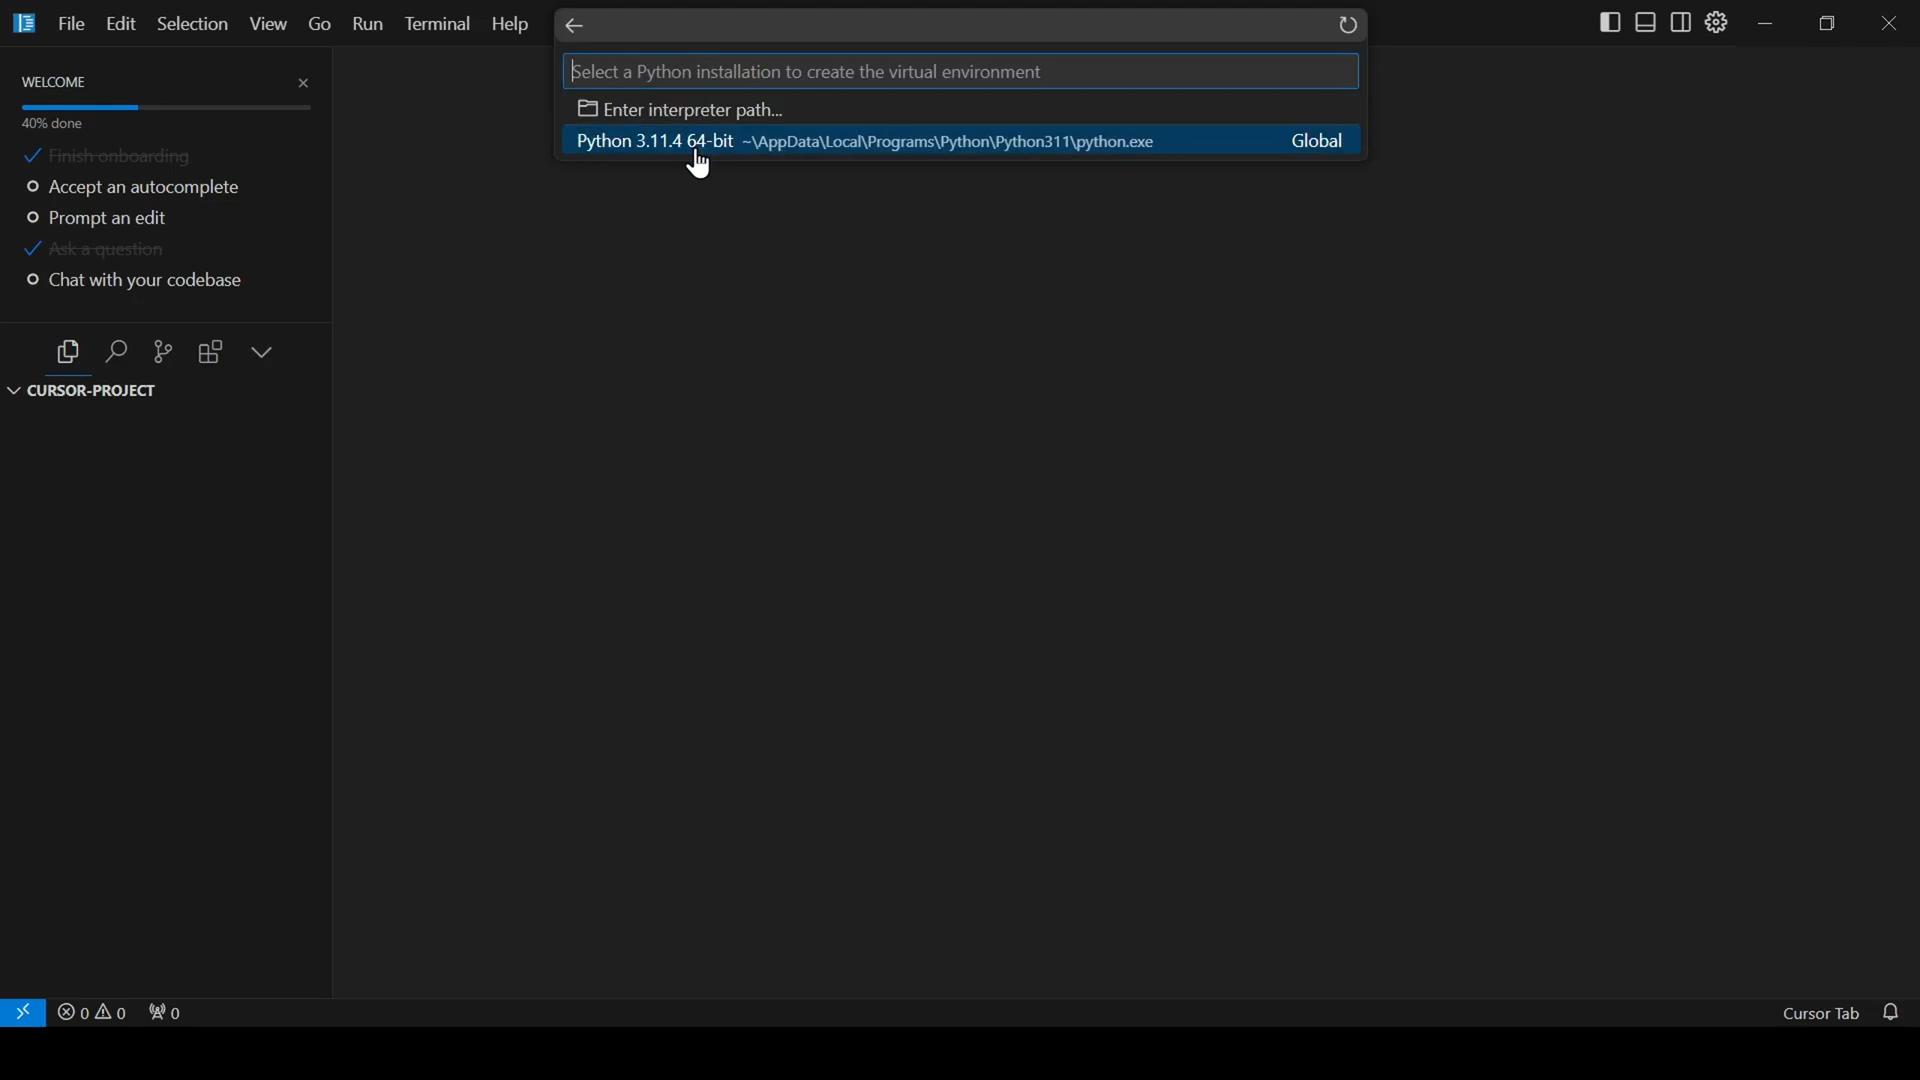 File Edit Selection View Go Run Terminal Help
Select a Python installation to create the virtual environment
Enter interpreter path...
Python 3.11.4 64-bit ~\AppData\Local\Programs\Python\Python311\python.exe Global
WELCOME
40% done
Finish onboarding
Accept an autocomplete
Prompt an edit
Ask a question
Chat with your codebase
CURSOR-PROJECT
0 0 0 Cursor Tab